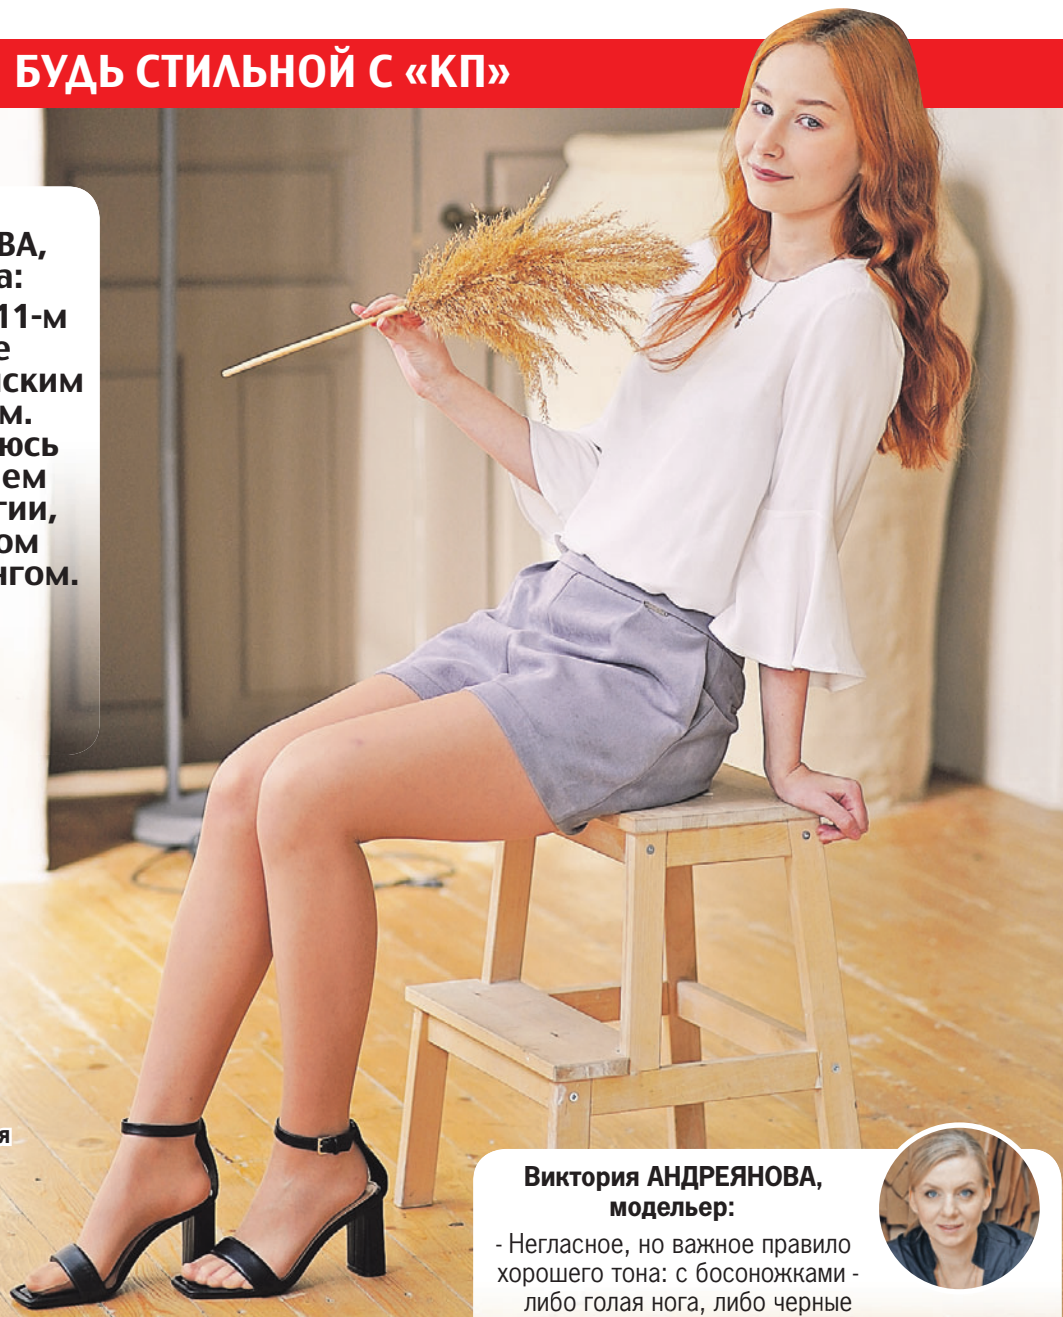 БУДЬ СТИЛЬНОЙ С «КП»
ВА,
а:
11-м
е
ским
м.
юсь
ем
гии,
ом
нгом.
я
Виктория АНДРЕЯНОВА,
модельер:
- Негласное, но важное правило
хорошего тона: с босоножками -
либо голая нога, либо черные